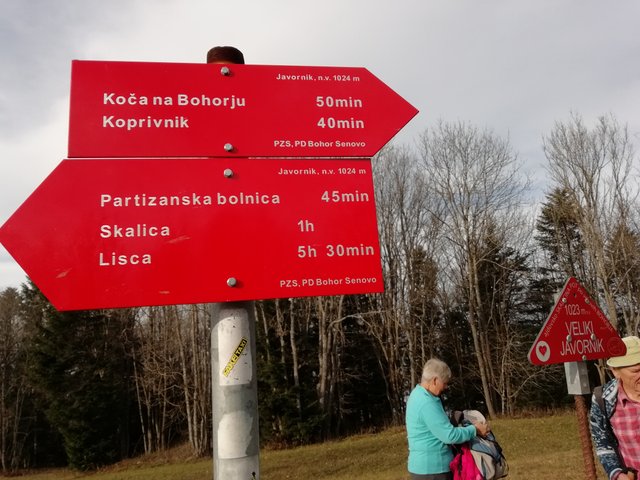 Javornik, n.v. 1024 m
Koča na Bohorju 50min
Koprivnik 40min
PZS, PD Bohor Senovo
Javornik, n.v. 1024 m
Partizanska bolnica 45min
Skalica 1h
Lisca 5h 30min
PZS, PD Bohor Senovo
1023 m
VELIKI
JAVORNIK